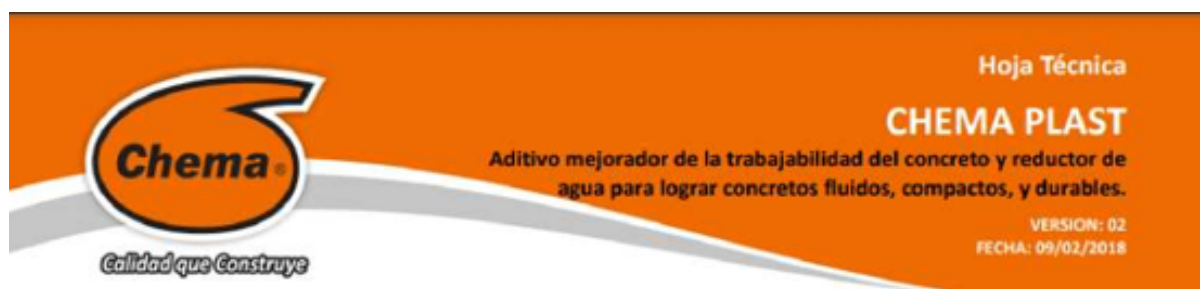 Hoja Técnica
CHEMA PLAST
Aditivo mejorador de la trabajabilidad del concreto y reductor de
agua para lograr concretos fluidos, compactos, y durables.
VERSION: 02
FECHA: 09/02/2018
Chema®
Calidad que Construye